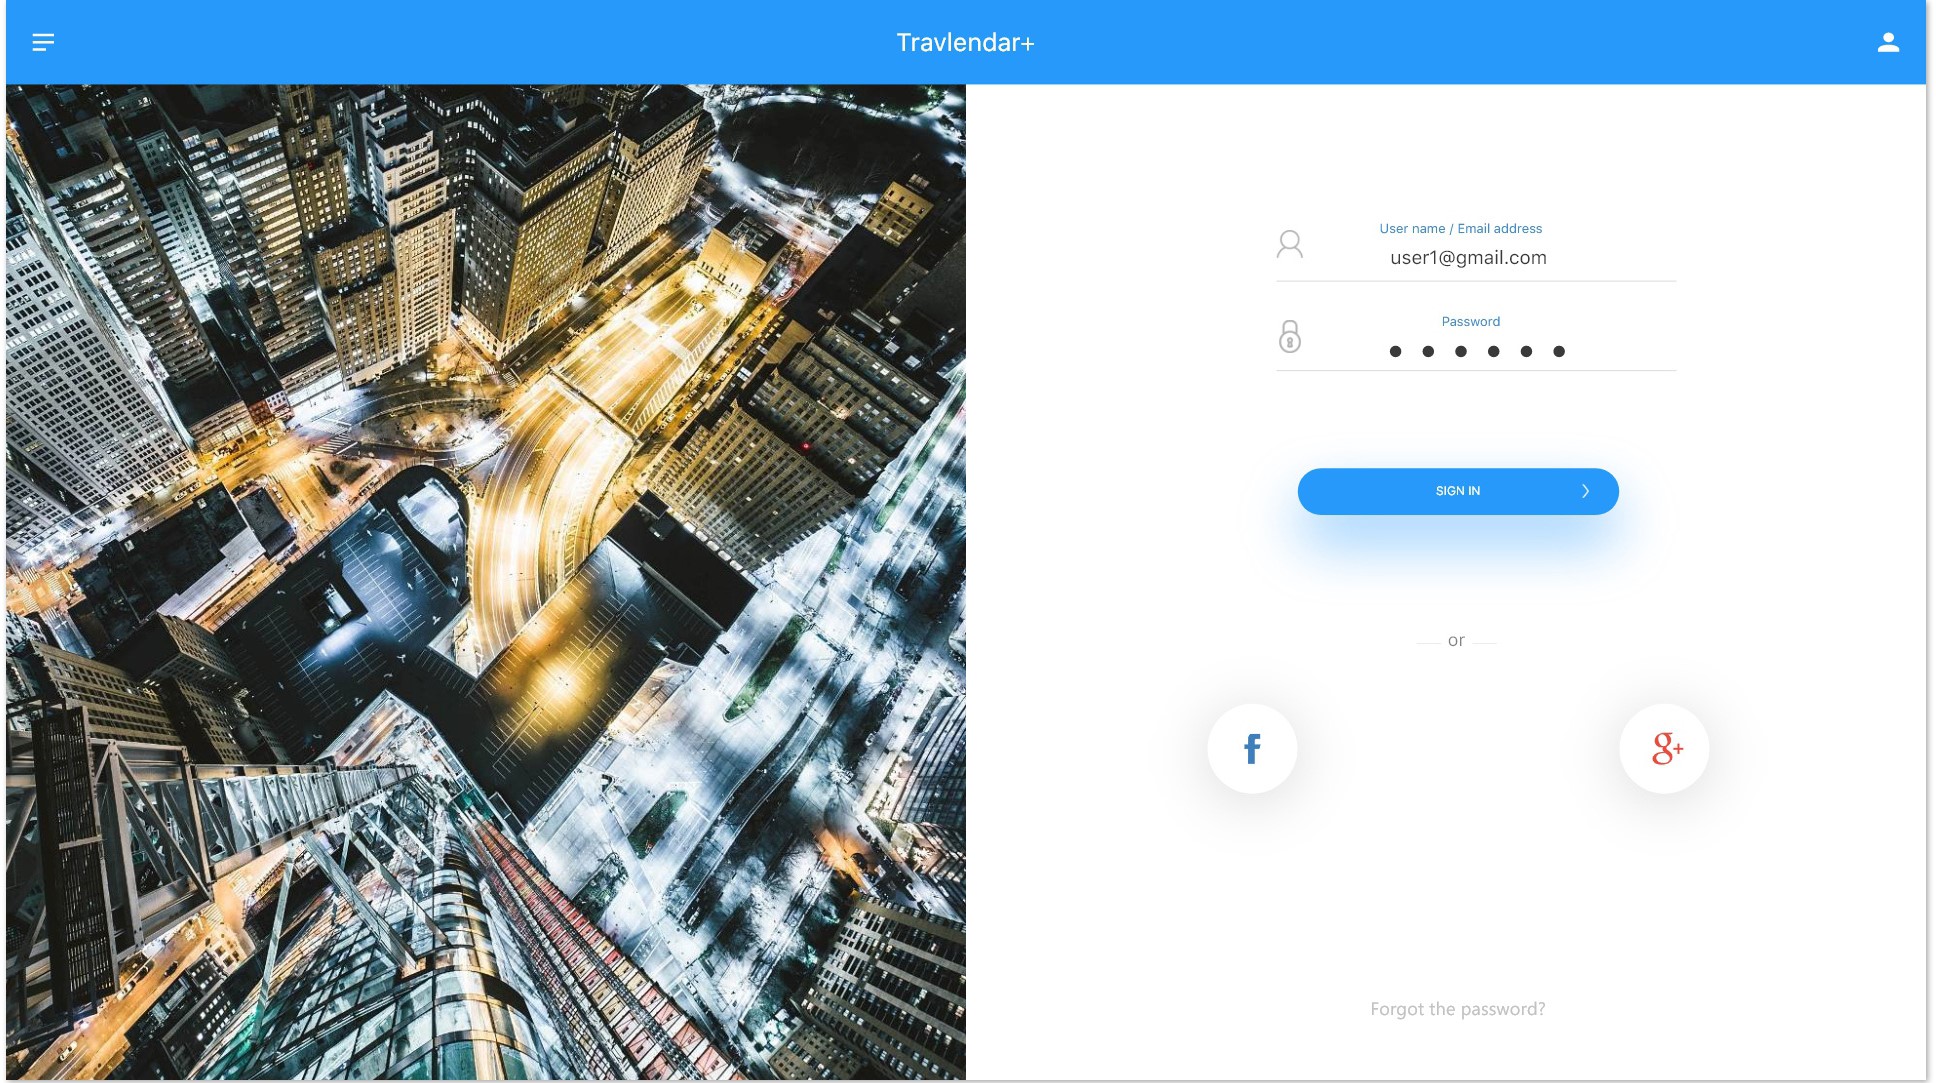 Travlendar+
User name / Email address
user1@gmail.com
Password
SIGN IN
or
f
g+
Forgot the password?